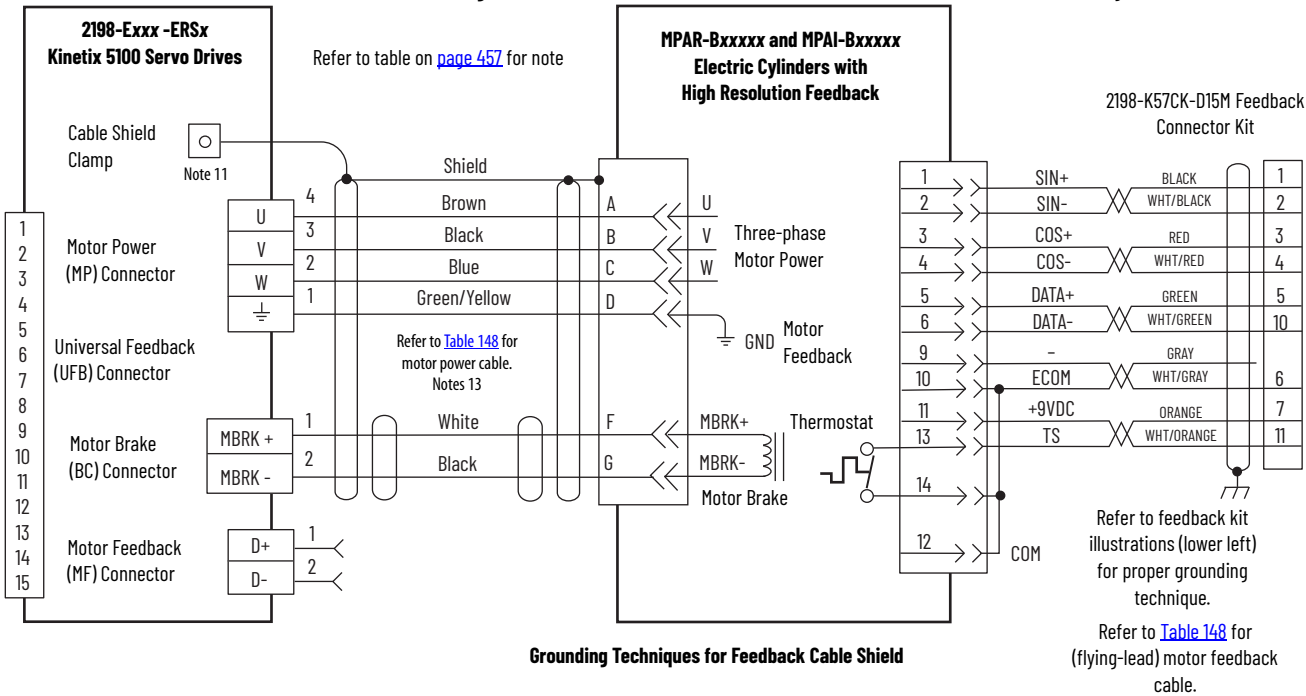 2198-Exxx -ERSx
Kinetix 5100 Servo Drives
Refer to table on page 457 for note
MPAR-Bxxxxx and MPAI-Bxxxxx
Electric Cylinders with
High Resolution Feedback
2198-K57CK-D15M Feedback
Connector Kit
Cable Shield
Clamp
Note 11
Shield
4
Brown
A
U
U
3
Black
B
V
V
2
Blue
C
W
W
1
Green/Yellow
D
Three-phase
Motor Power
GND
Motor
Feedback
Motor Power
(MP) Connector
Universal Feedback
(UFB) Connector
1
2
3
4
5
6
7
8
9
10
11
12
13
14
15
Refer to Table 148 for
motor power cable.
Notes 13
Motor Brake
(BC) Connector
MBRK +
1
White
F
MBRK+
MBRK -
2
Black
G
MBRK-
Motor Brake
Thermostat
Motor Feedback
(MF) Connector
D+
1
D-
2
1
SIN+
BLACK
1
2
SIN-
WHT/BLACK
2
3
COS+
RED
3
4
COS-
WHT/RED
4
5
DATA+
GREEN
5
6
DATA-
WHT/GREEN
10
9
-
GRAY
10
ECOM
WHT/GRAY
6
11
+9VDC
ORANGE
7
13
TS
WHT/ORANGE
11
14
12
COM
Refer to feedback kit
illustrations (lower left)
for proper grounding
technique.
Refer to Table 148 for
(flying-lead) motor feedback
cable.
Grounding Techniques for Feedback Cable Shield